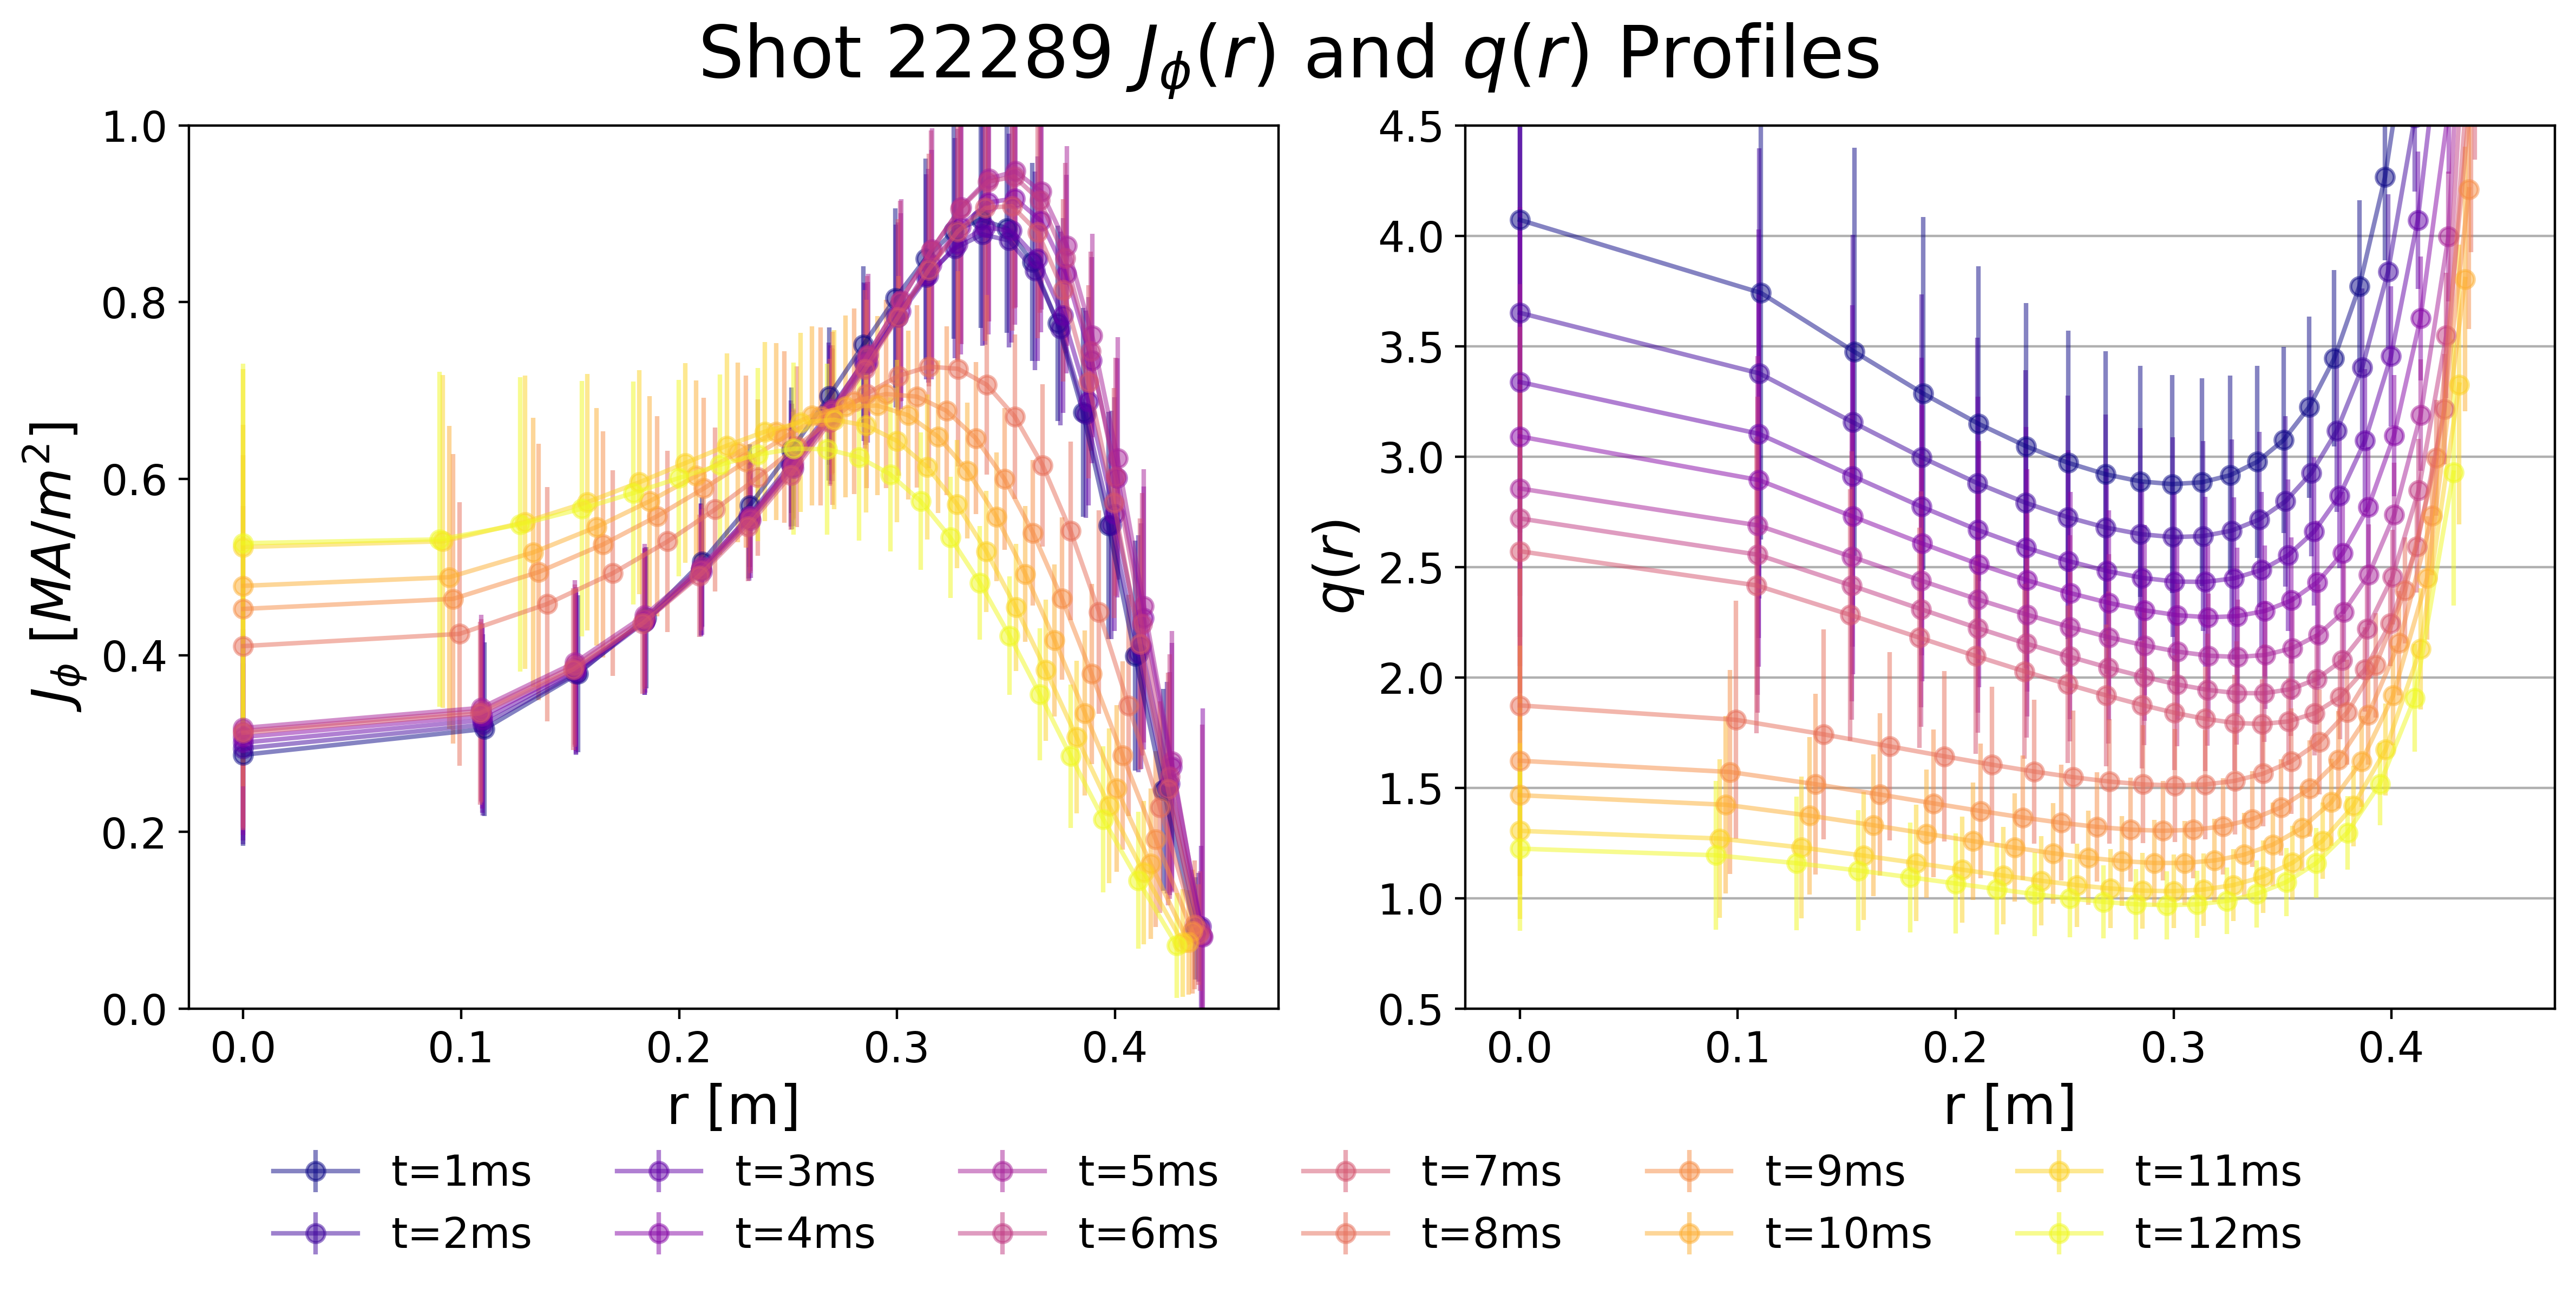 Shot 22289 J_ϕ(r) and q(r) Profiles
J_ϕ [MA/m²]
1.0
0.8
0.6
0.4
0.2
0.0
0.0 0.1 0.2 0.3 0.4
r [m]
q(r)
4.5
4.0
3.5
3.0
2.5
2.0
1.5
1.0
0.5
0.0 0.1 0.2 0.3 0.4
r [m]
t=1ms t=3ms t=5ms t=7ms t=9ms t=11ms
t=2ms t=4ms t=6ms t=8ms t=10ms t=12ms